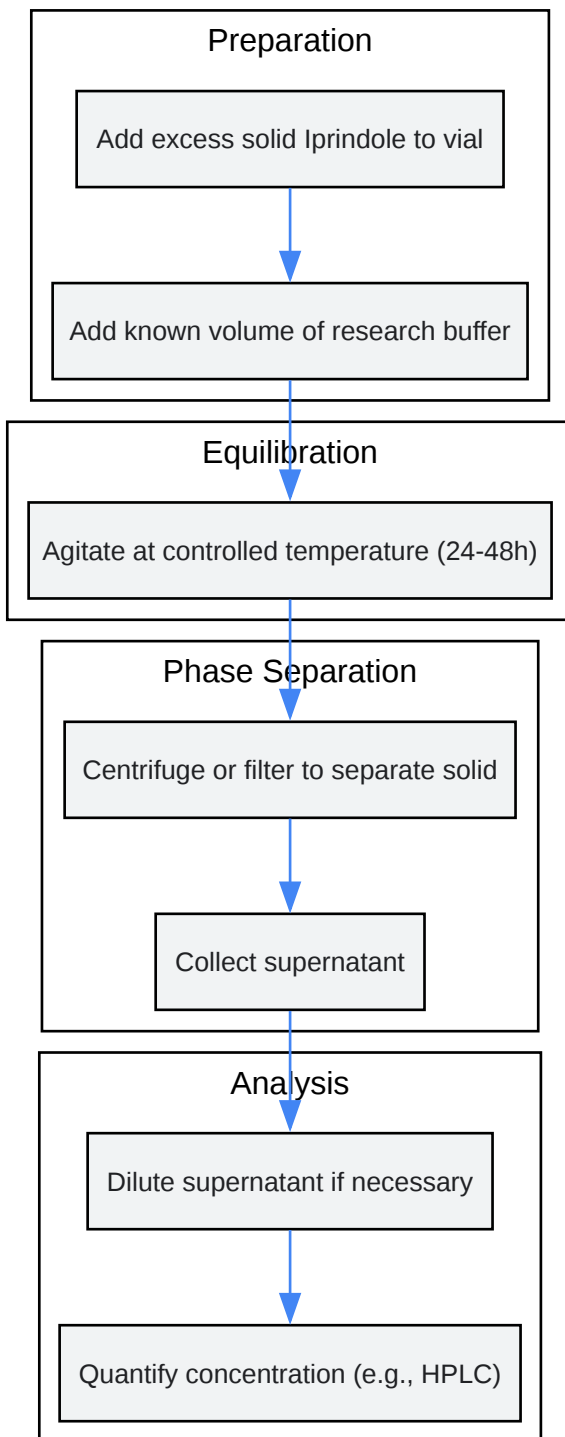 Preparation
Add excess solid Iprindole to vial
Add known volume of research buffer
Equilibration
Agitate at controlled temperature (24-48h)
Phase Separation
Centrifuge or filter to separate solid
Collect supernatant
Analysis
Dilute supernatant if necessary
Quantify concentration (e.g., HPLC)